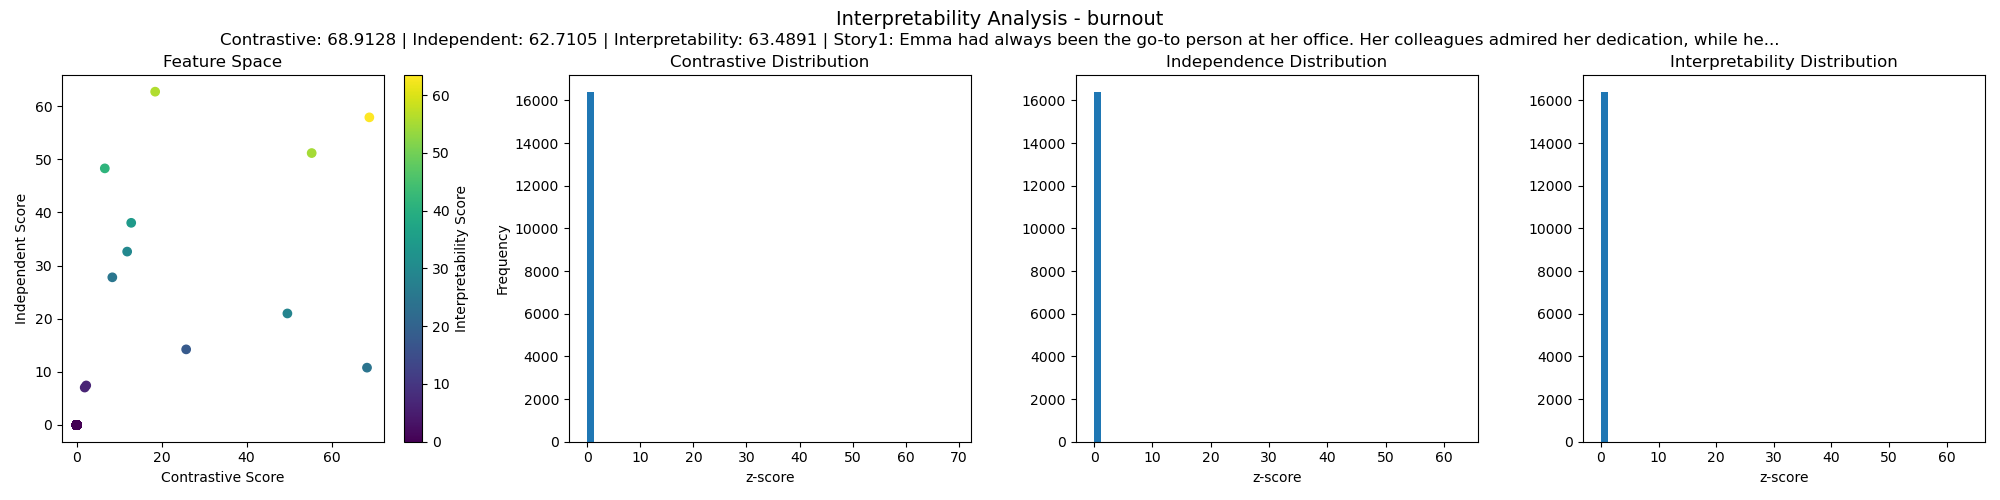 Interpretability Analysis - burnout
Contrastive: 68.9128 | Independent: 62.7105 | Interpretability: 63.4891 | Story1: Emma had always been the go-to person at her office. Her colleagues admired her dedication, while he...
Feature Space
60
50
40
30
20
10
0
Independent Score
0 20 40 60
Contrastive Score
60
50
40
30
20
10
0
Interpretability Score
Contrastive Distribution
16000
14000
12000
10000
8000
6000
4000
2000
0
Frequency
0 10 20 30 40 50 60 70
z-score
Independence Distribution
16000
14000
12000
10000
8000
6000
4000
2000
0
0 10 20 30 40 50 60
z-score
Interpretability Distribution
16000
14000
12000
10000
8000
6000
4000
2000
0
0 10 20 30 40 50 60
z-score